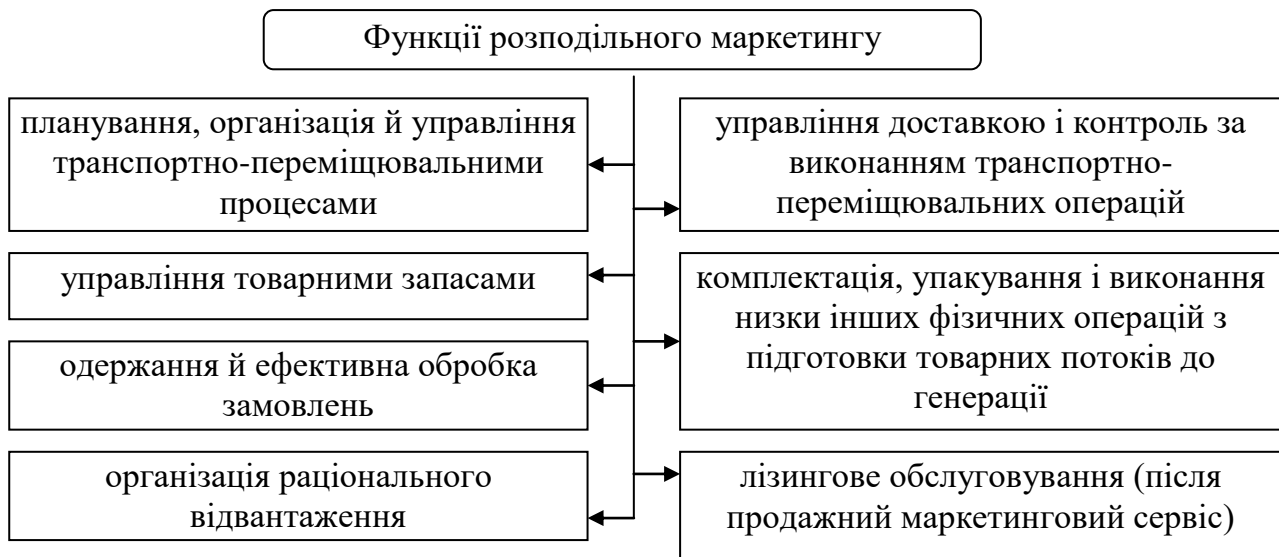 Функції розподільного маркетингу
планування, організація й управління
транспортно-переміщювальними
процесами
управління товарними запасами
одержання й ефективна обробка
замовлень
організація раціонального
відвантаження
управління доставкою і контроль за
виконанням транспортно-
переміщювальних операцій
комплектація, упакування і виконання
низки інших фізичних операцій з
підготовки товарних потоків до
генерації
лізингове обслуговування (після
продажний маркетинговий сервіс)